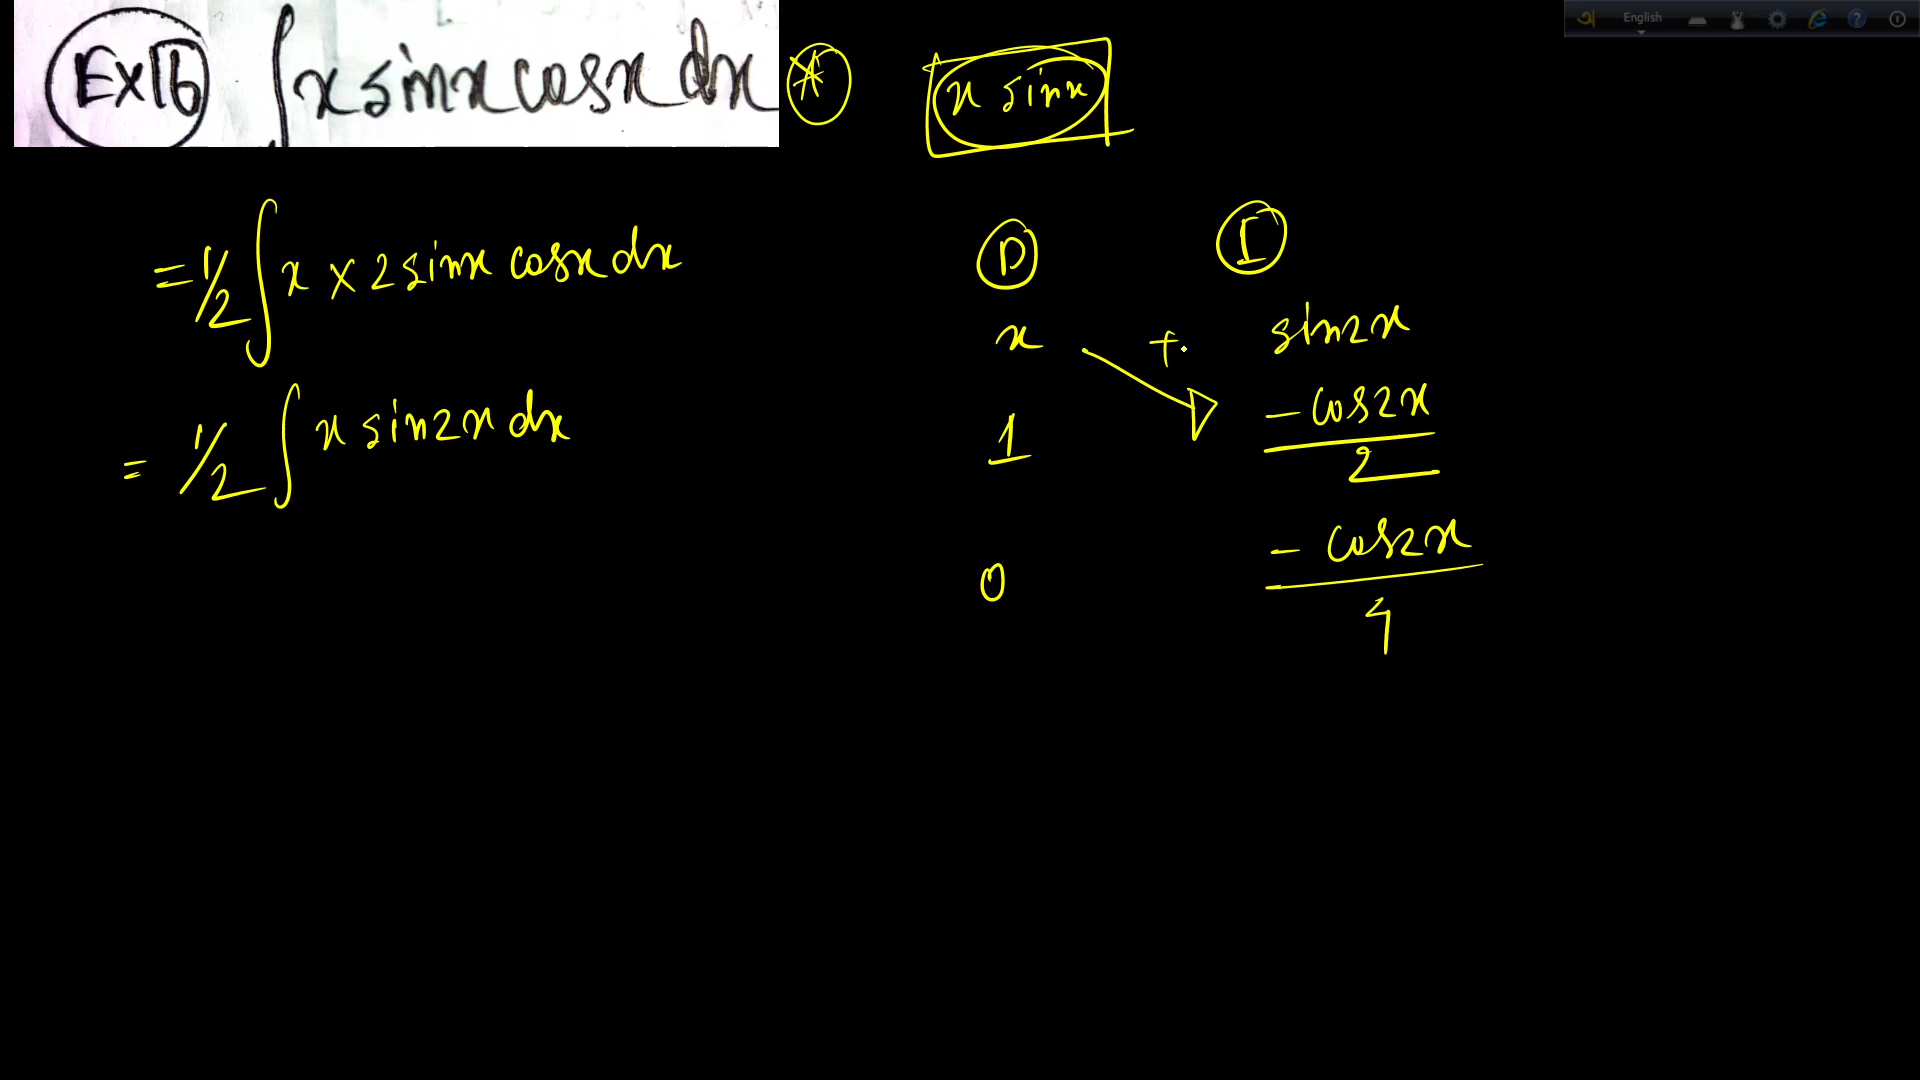 Ex 16 ∫x sinx cosx dx
x sinx
English
= 1/2 ∫ x × 2 sinx cosx dx
= 1/2 ∫ x sin2x dx
D I
x + sin2x
1 - cos2x / 2
0 - cos2x / 4